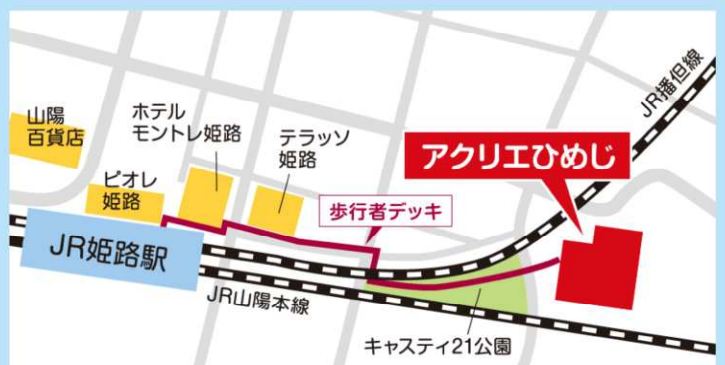 山陽
百貨店
ホテル
モントレ姫路
テラッソ
姫路
JR播但線
アクリエひめじ
ピオレ
姫路
歩行者デッキ
JR姫路駅
JR山陽本線
キャスティ21公園